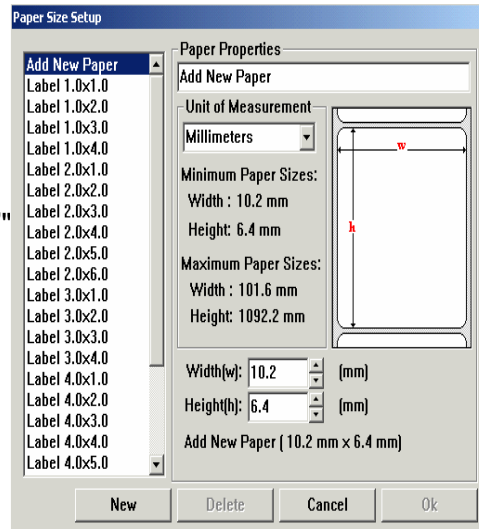 Paper Size Setup
Add New Paper
Label 1.0x1.0
Label 1.0x2.0
Label 1.0x3.0
Label 1.0x4.0
Label 2.0x1.0
Label 2.0x2.0
Label 2.0x3.0
Label 2.0x4.0
Label 2.0x5.0
Label 2.0x6.0
Label 3.0x1.0
Label 3.0x2.0
Label 3.0x3.0
Label 3.0x4.0
Label 4.0x1.0
Label 4.0x2.0
Label 4.0x3.0
Label 4.0x4.0
Label 4.0x5.0
"
Paper Properties
Add New Paper
Unit of Measurement
Millimeters
Minimum Paper Sizes:
Width : 10.2 mm
Height: 6.4 mm
Maximum Paper Sizes:
Width : 101.6 mm
Height: 1092.2 mm
w
h
Width(w): 10.2 (mm)
Height(h): 6.4 (mm)
Add New Paper ( 10.2 mm x 6.4 mm)
New Delete Cancel Ok